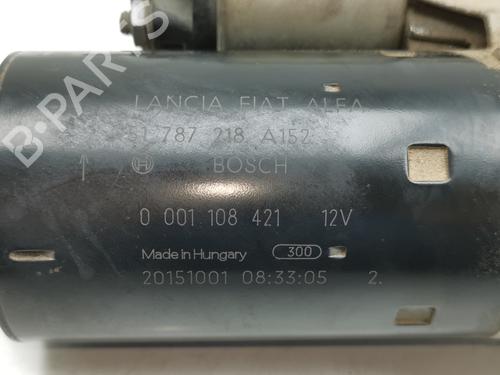 LANCIA FIAT ALFA
51 787 218 A152
BOSCH
0 001 108 421 12V
Made in Hungary 300
20151001 08:33:05 2.